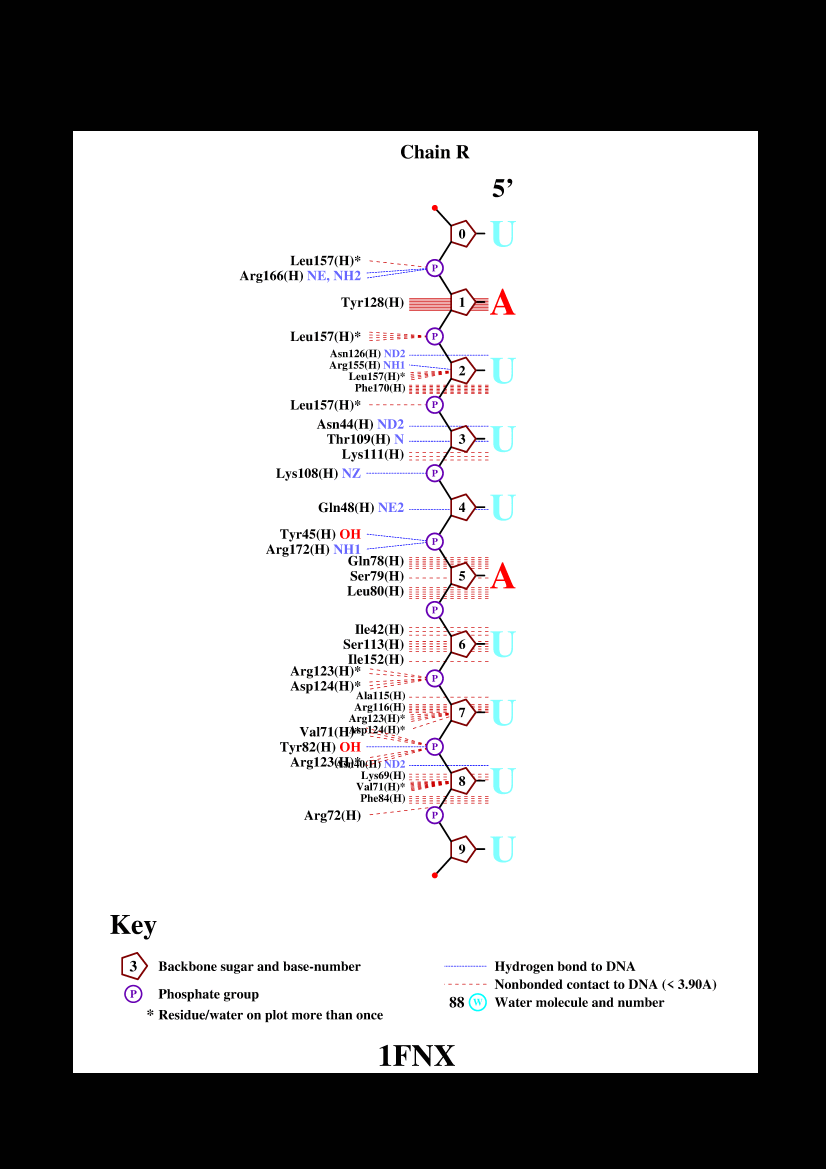 Chain R
5’
0 U
Leu157(H)*
P
Arg166(H) NE, NH2
Tyr128(H) 1 A
Leu157(H)* P
Asn126(H) ND2
Arg155(H) NH1
2 U
Leu157(H)*
Phe170(H)
Leu157(H)* P
Asn44(H) ND2
Thr109(H) N 3 U
Lys111(H)
Lys108(H) NZ P
Gln48(H) NE2 4 U
Tyr45(H) OH
P
Arg172(H) NH1
Gln78(H)
Ser79(H) 5 A
Leu80(H)
P
Ile42(H)
Ser113(H) 6 U
Ile152(H)
Arg123(H)*
P
Asp124(H)*
Ala115(H)
Arg116(H)
7 U
Arg123(H)*
Asp124(H)*
Val71(H)*
Tyr82(H) OH P
Arg123(H)*
Asn40(H) ND2
Lys69(H)
8 U
Val71(H)*
Phe84(H)
Arg72(H) P
9 U
Key
3 Backbone sugar and base-number
P Phosphate group
* Residue/water on plot more than once
Hydrogen bond to DNA
Nonbonded contact to DNA (< 3.90A)
88 W Water molecule and number
1FNX